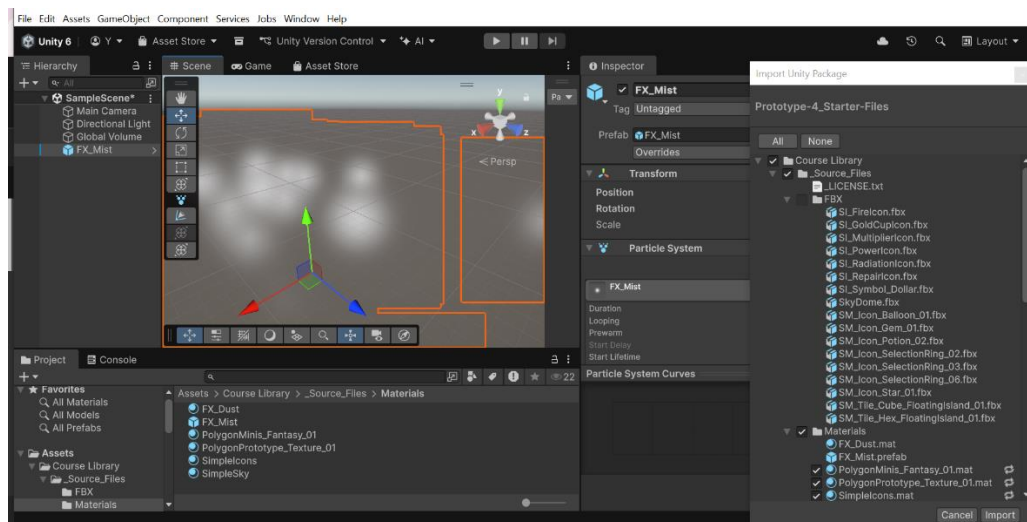 File Edit Assets GameObject Component Services Jobs Window Help
Unity 6 Y Asset Store Unity Version Control AI Layout
Hierarchy
All
SampleScene*
Main Camera
Directional Light
Global Volume
FX_Mist
Scene Game Asset Store
Pa
y
x
z
Persp
Inspector
FX_Mist
Tag Untagged
Prefab FX_Mist
Overrides
Transform
Position
Rotation
Scale
Particle System
FX_Mist
Duration
Looping
Prewarm
Start Delay
Start Lifetime
Particle System Curves
Project Console
22
Favorites
All Materials
All Models
All Prefabs
Assets
Course Library
_Source_Files
FBX
Materials
Assets > Course Library > _Source_Files > Materials
FX_Dust
FX_Mist
PolygonMinis_Fantasy_01
PolygonPrototype_Texture_01
SimpleIcons
SimpleSky
Import Unity Package
Prototype-4_Starter-Files
All None
Course Library
_Source_Files
_LICENSE.txt
FBX
SI_FireIcon.fbx
SI_GoldCupIcon.fbx
SI_MultiplierIcon.fbx
SI_PowerIcon.fbx
SI_RadiationIcon.fbx
SI_RepairIcon.fbx
SI_Symbol_Dollar.fbx
SkyDome.fbx
SM_Icon_Balloon_01.fbx
SM_Icon_Gem_01.fbx
SM_Icon_Potion_02.fbx
SM_Icon_SelectionRing_02.fbx
SM_Icon_SelectionRing_03.fbx
SM_Icon_SelectionRing_06.fbx
SM_Icon_Star_01.fbx
SM_Tile_Cube_FloatingIsland_01.fbx
SM_Tile_Hex_FloatingIsland_01.fbx
Materials
FX_Dust.mat
FX_Mist.prefab
PolygonMinis_Fantasy_01.mat
PolygonPrototype_Texture_01.mat
SimpleIcons.mat
Cancel Import